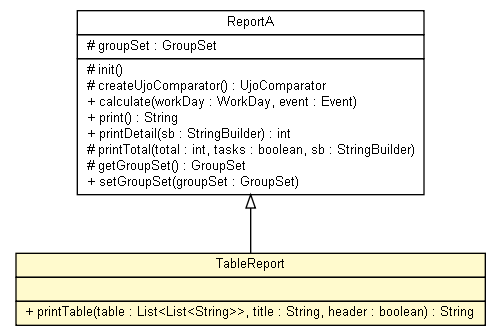 ReportA
# groupSet : GroupSet
# init()
# createUjoComparator() : UjoComparator
+ calculate(workDay : WorkDay, event : Event)
+ print() : String
+ printDetail(sb : StringBuilder) : int
# printTotal(total : int, tasks : boolean, sb : StringBuilder)
# getGroupSet() : GroupSet
+ setGroupSet(groupSet : GroupSet)
TableReport
+ printTable(table : List<List<String>>, title : String, header : boolean) : String